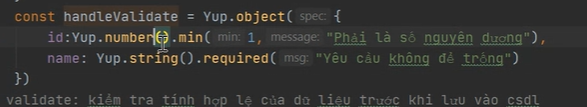 const handleValidate = Yup.object( spec: {
id:Yup.number().min( min: 1, message: "Phải là số nguyên dương"),
name: Yup.string().required( msg: "Yêu cầu không để trống")
})
validate: kiểm tra tính hợp lệ của dữ liệu trước khi lưu vào csdl